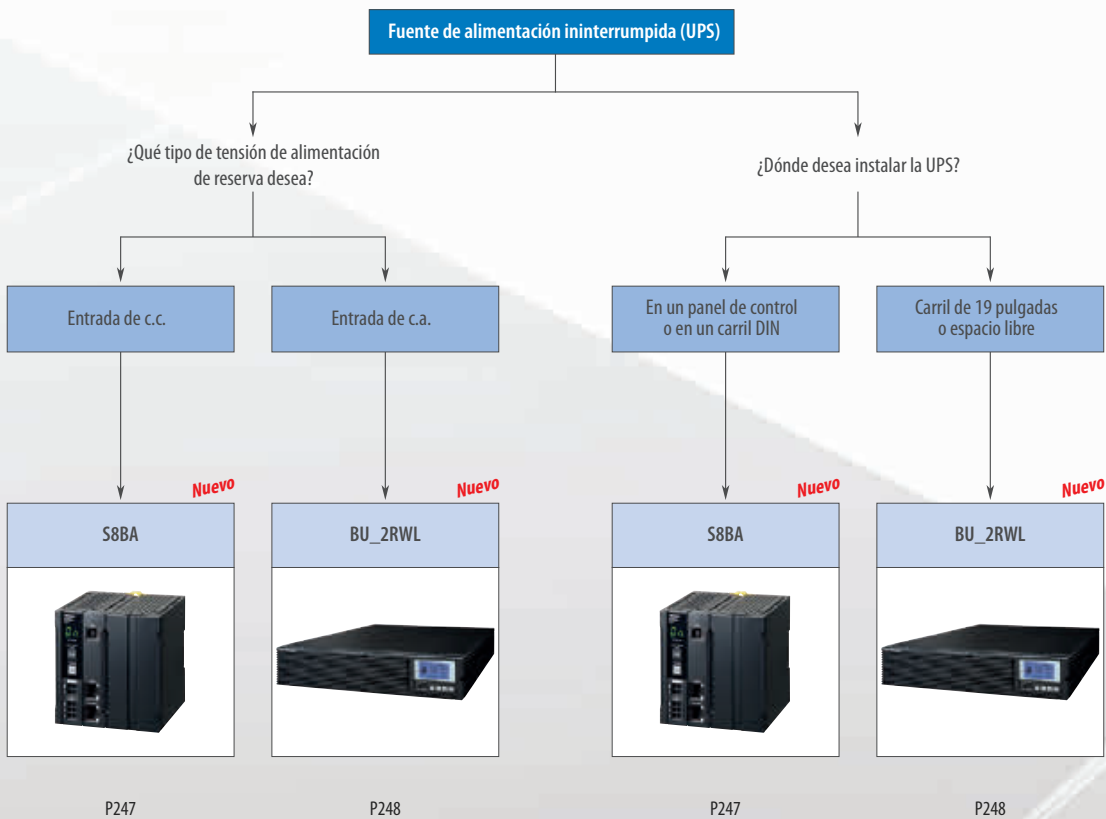 Fuente de alimentación ininterrumpida (UPS)
¿Qué tipo de tensión de alimentación
de reserva desea?
¿Dónde desea instalar la UPS?
Entrada de c.c.
Entrada de c.a.
En un panel de control
o en un carril DIN
Carril de 19 pulgadas
o espacio libre
Nuevo
Nuevo
Nuevo
Nuevo
S8BA
BU_2RWL
S8BA
BU_2RWL
P247
P248
P247
P248